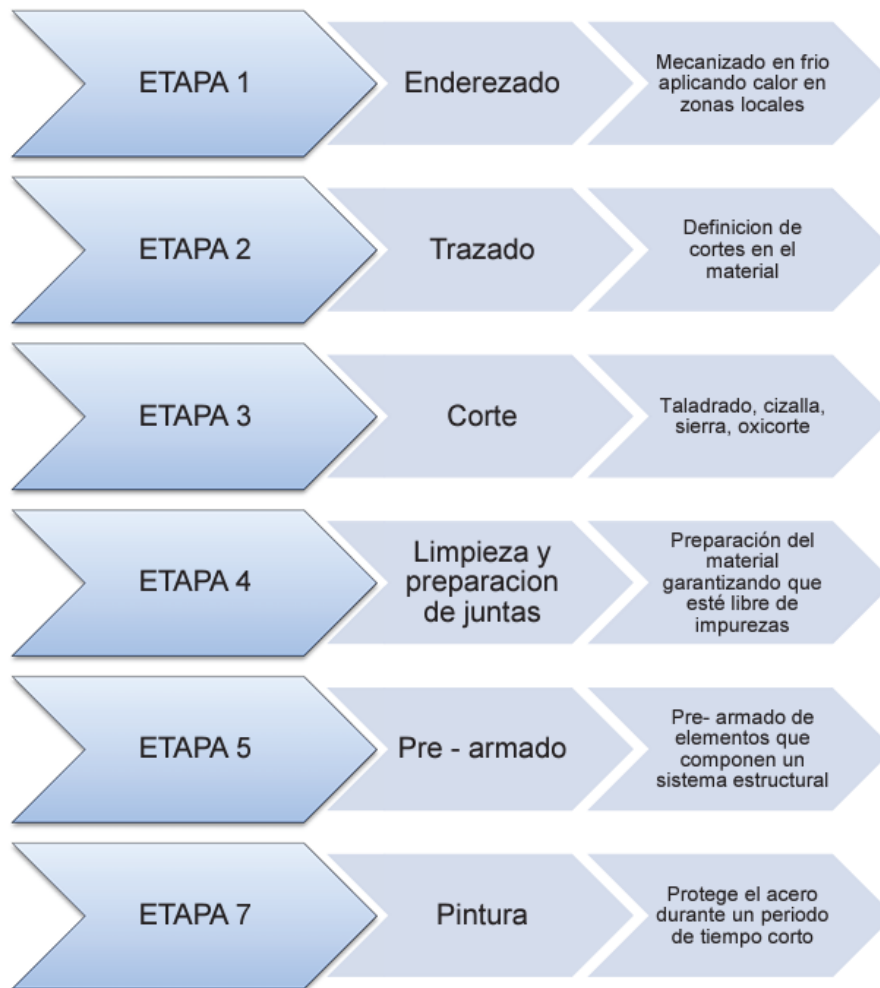 ETAPA 1
Enderezado
Mecanizado en frio
aplicando calor en
zonas locales
ETAPA 2
Trazado
Definicion de
cortes en el
material
ETAPA 3
Corte
Taladrado, cizalla,
sierra, oxicorte
ETAPA 4
Limpieza y
preparacion
de juntas
Preparación del
material
garantizando que
esté libre de
impurezas
ETAPA 5
Pre - armado
Pre- armado de
elementos que
componen un
sistema estructural
ETAPA 7
Pintura
Protege el acero
durante un periodo
de tiempo corto